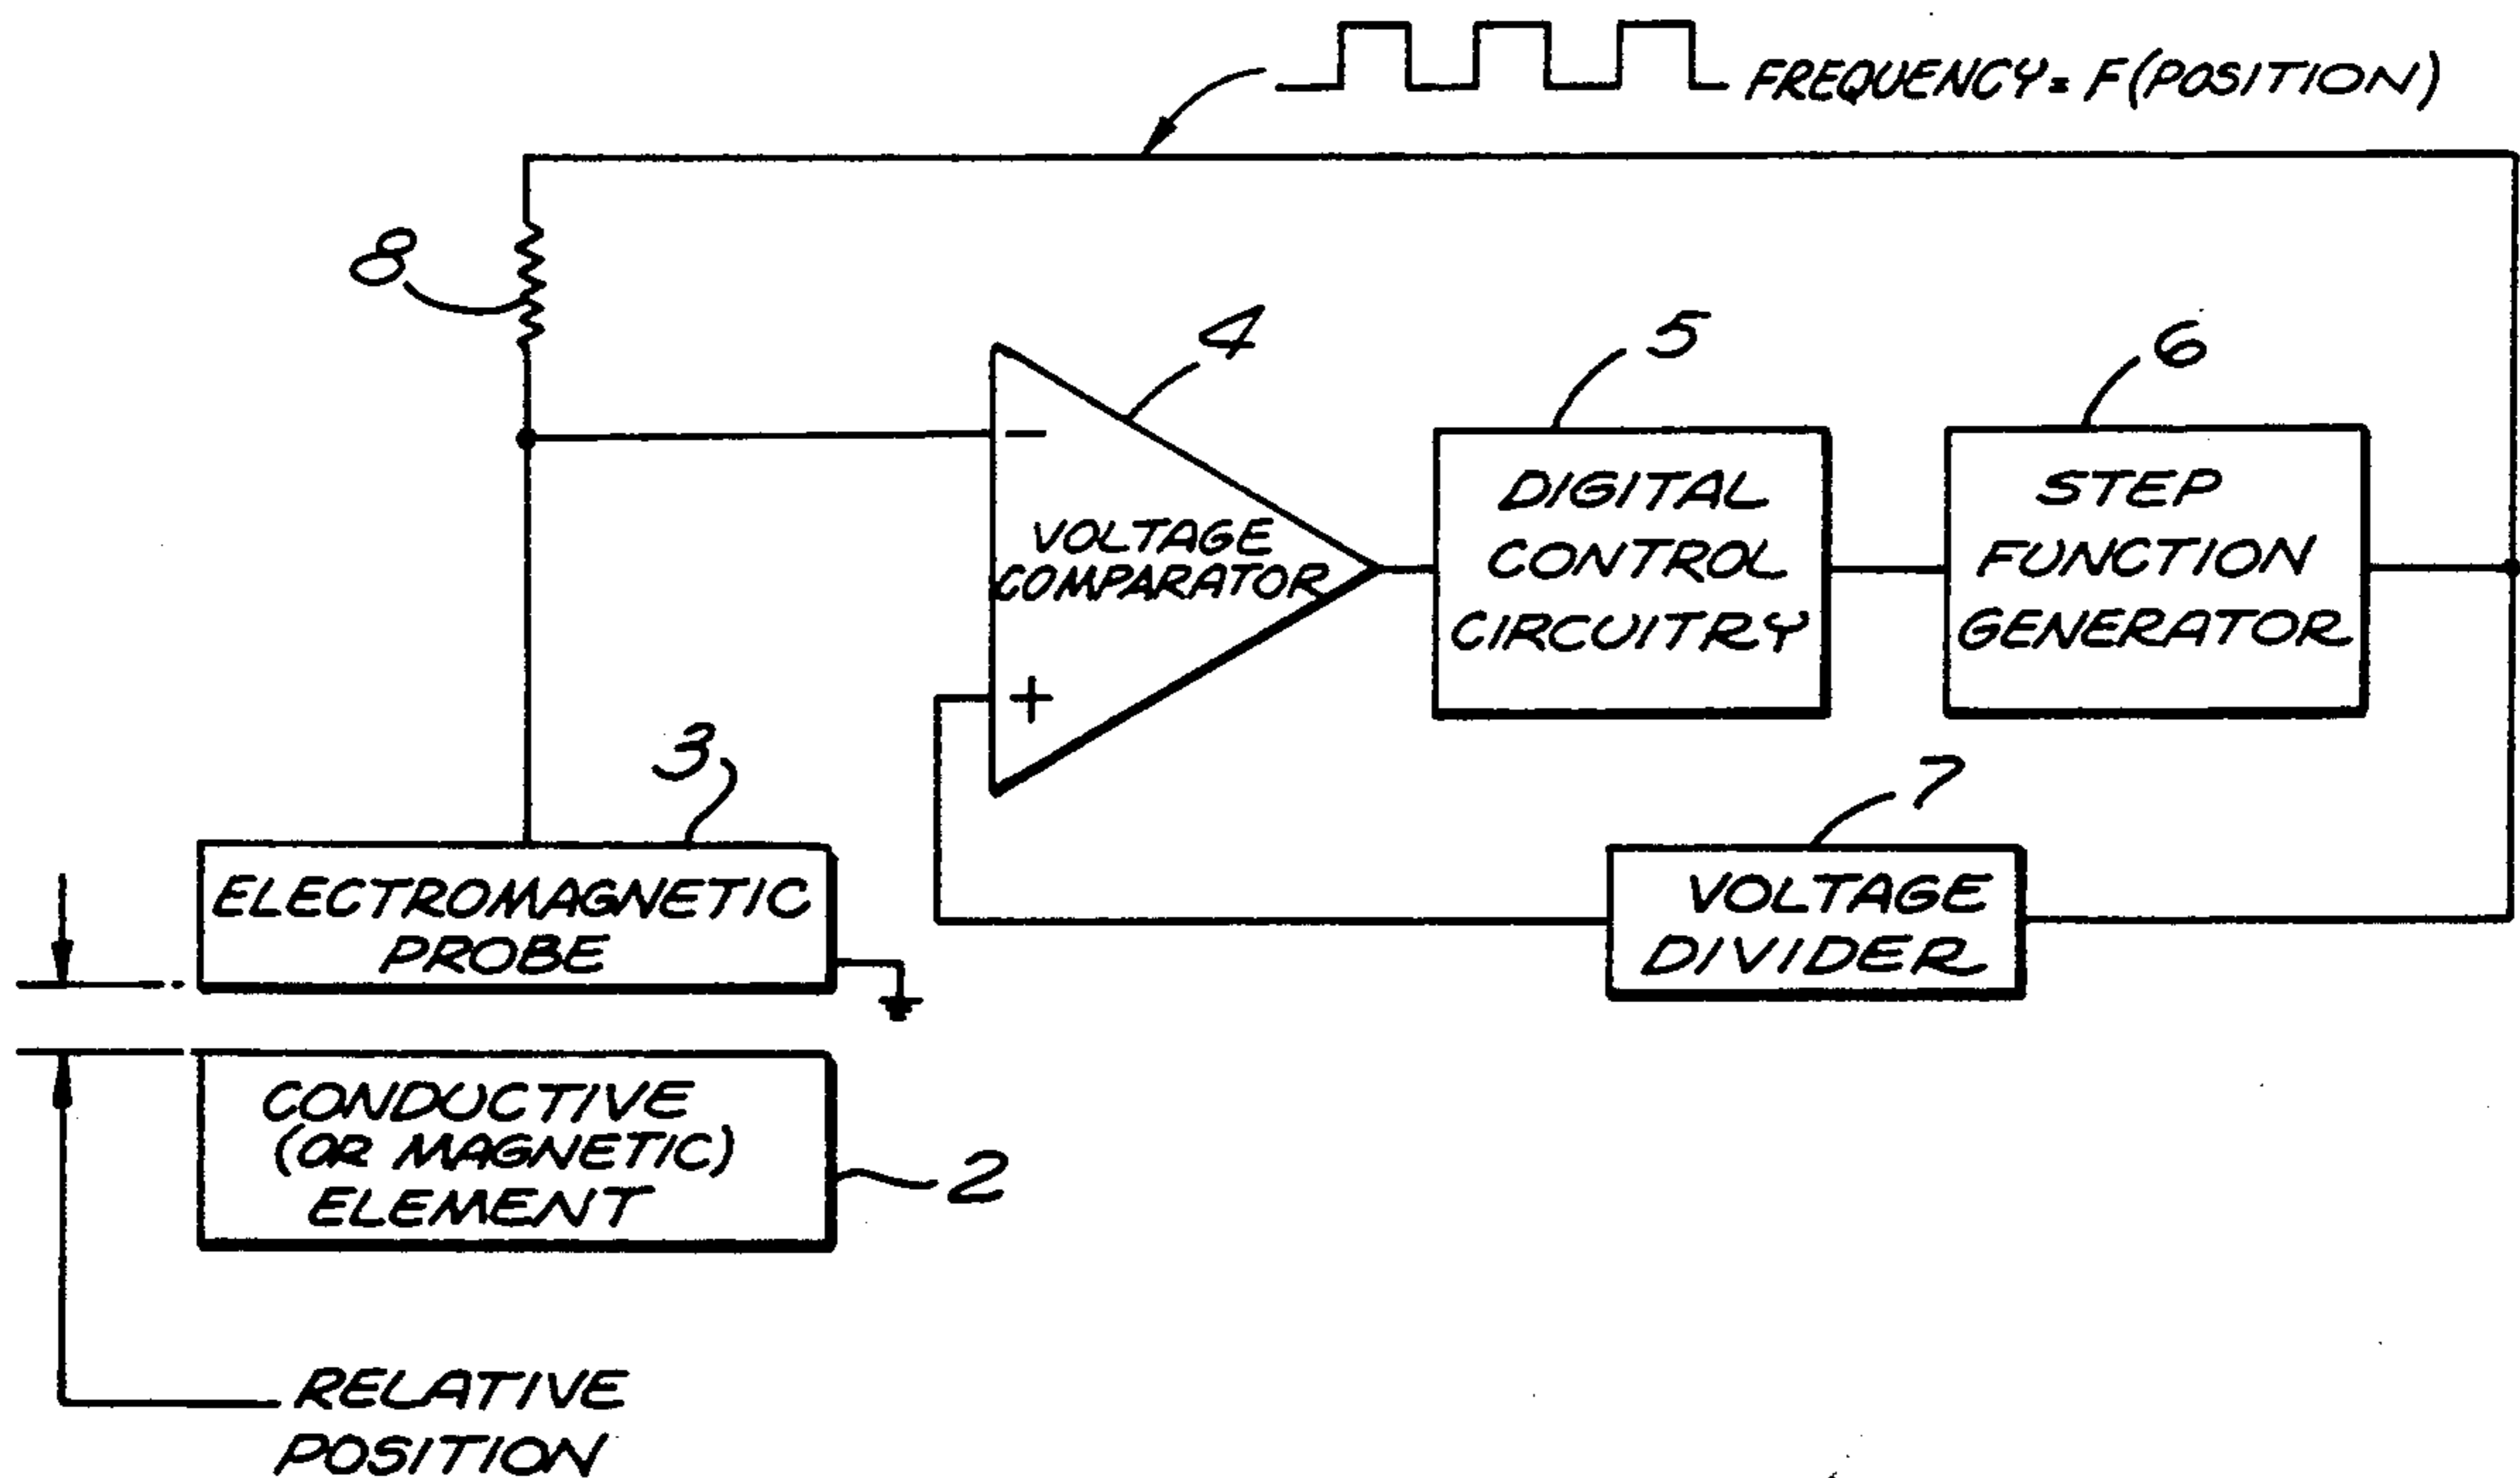 FREQUENCY = F(POSITION)
8
4
5
6
-
VOLTAGE
COMPARATOR
+
DIGITAL
CONTROL
CIRCUITRY
STEP
FUNCTION
GENERATOR
3
7
ELECTROMAGNETIC
PROBE
VOLTAGE
DIVIDER
CONDUCTIVE
(OR MAGNETIC)
ELEMENT
2
RELATIVE
POSITION